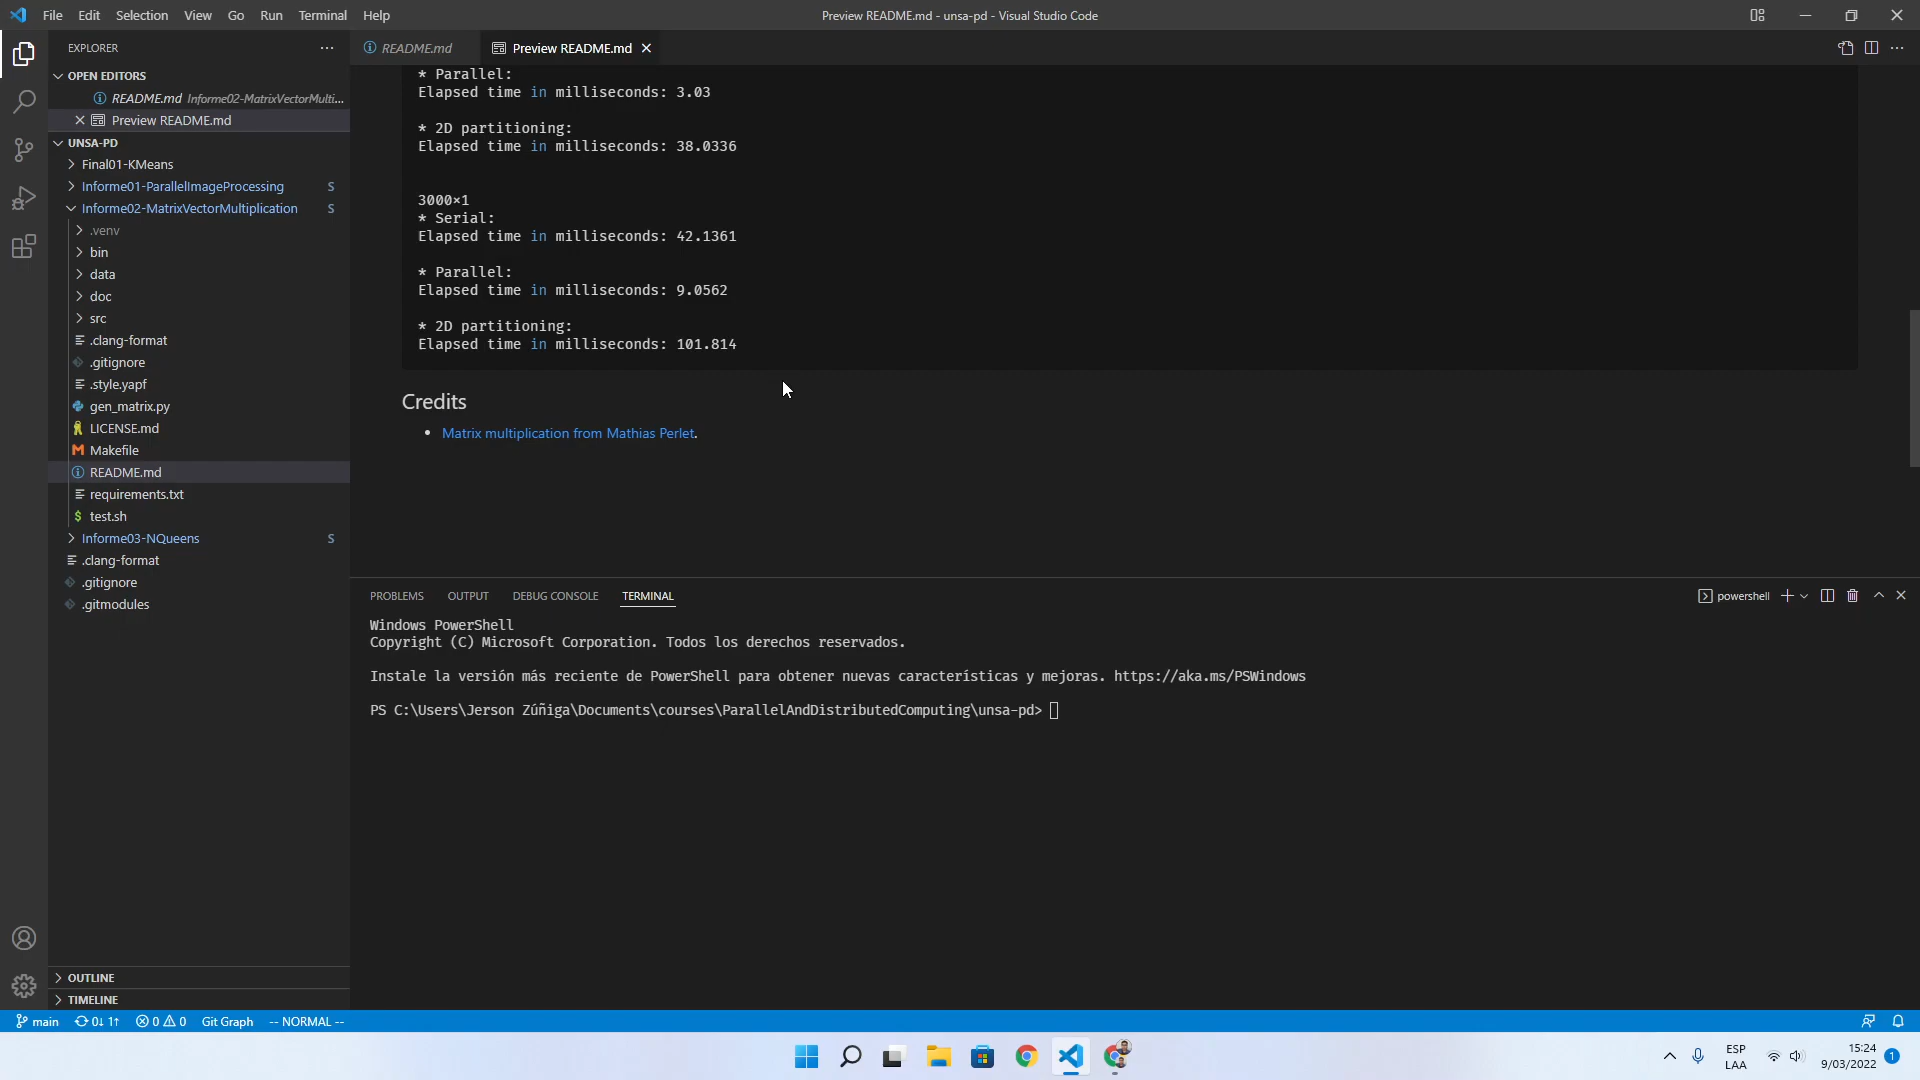 File Edit Selection View Go Run Terminal Help
Preview README.md - unsa-pd - Visual Studio Code
EXPLORER
OPEN EDITORS
README.md Informe02-MatrixVectorMulti...
Preview README.md
UNSA-PD
Final01-KMeans
Informe01-ParallelImageProcessing S
Informe02-MatrixVectorMultiplication S
.venv
bin
data
doc
src
.clang-format
.gitignore
.style.yapf
gen_matrix.py
LICENSE.md
Makefile
README.md
requirements.txt
test.sh
Informe03-NQueens S
.clang-format
.gitignore
.gitmodules
OUTLINE
TIMELINE
README.md
Preview README.md
* Parallel:
Elapsed time in milliseconds: 3.03
* 2D partitioning:
Elapsed time in milliseconds: 38.0336
3000×1
* Serial:
Elapsed time in milliseconds: 42.1361
* Parallel:
Elapsed time in milliseconds: 9.0562
* 2D partitioning:
Elapsed time in milliseconds: 101.814
Credits
• Matrix multiplication from Mathias Perlet.
PROBLEMS OUTPUT DEBUG CONSOLE TERMINAL
powershell
Windows PowerShell
Copyright (C) Microsoft Corporation. Todos los derechos reservados.
Instale la versión más reciente de PowerShell para obtener nuevas características y mejoras. https://aka.ms/PSWindows
PS C:\Users\Jerson Zúñiga\Documents\courses\ParallelAndDistributedComputing\unsa-pd>
main 0↓ 1↑ 0 0 Git Graph -- NORMAL --
ESP
LAA
15:24
9/03/2022
1